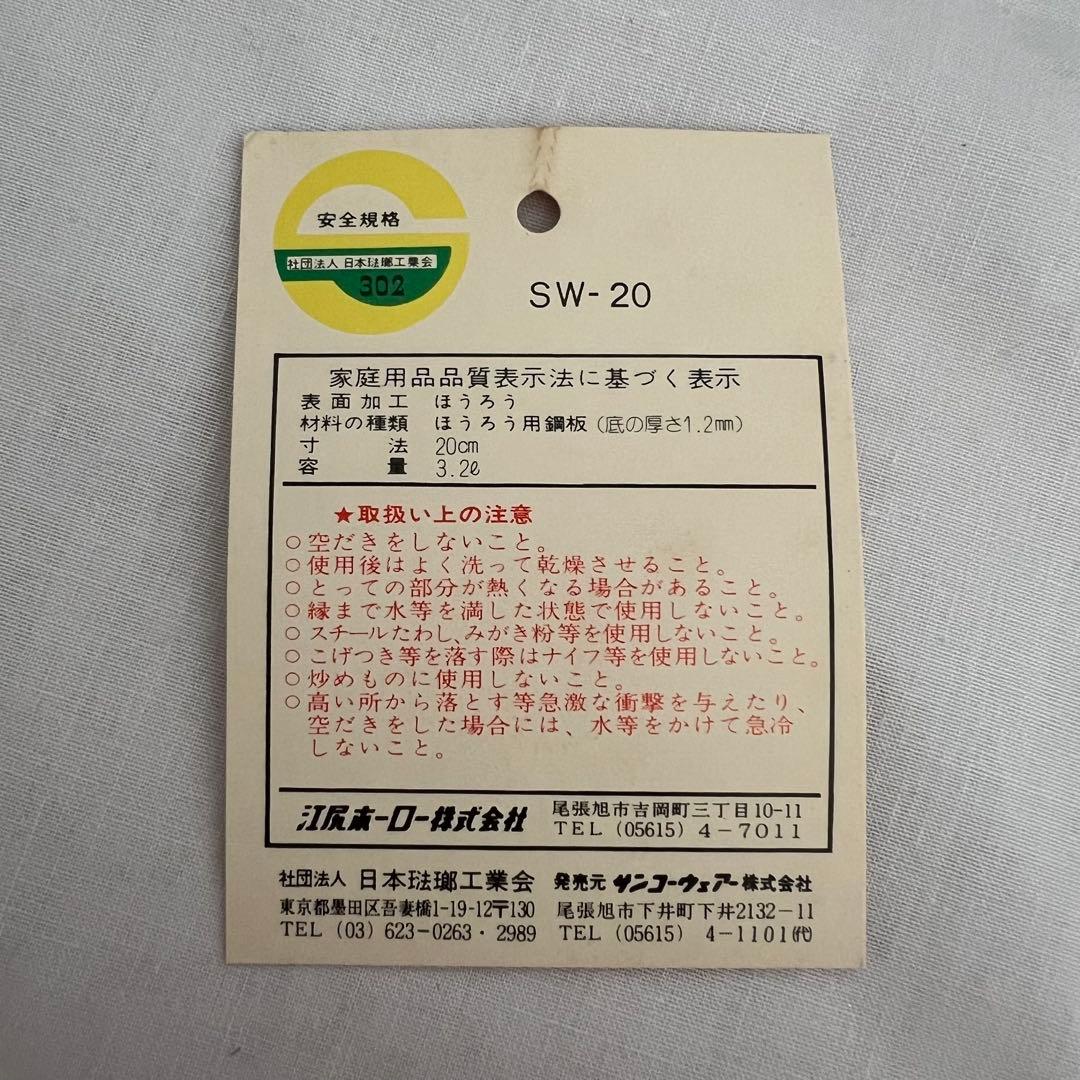 安全規格
社団法人 日本琺瑯工業会
302
SW-20
家庭用品品質表示法に基づく表示
表面加工 ほうろう
材料の種類 ほうろう用鋼板(底の厚さ1.2mm)
寸法 20cm
容量 3.2ℓ
★取扱い上の注意
○空だきをしないこと。
○使用後はよく洗って乾燥させること。
○とっての部分が熱くなる場合があること。
○縁まで水等を満した状態で使用しないこと。
○スチールたわし、みがき粉等を使用しないこと。
○こげつき等を落す際はナイフ等を使用しないこと。
○炒めものに使用しないこと。
○高い所から落とす等急激な衝撃を与えたり、
空だきをした場合には、水等をかけて急冷
しないこと。
江尻ホーロー株式会社 尾張旭市吉岡町三丁目10-11
TEL (05615) 4-7011
社団法人 日本琺瑯工業会
東京都墨田区吾妻橋1-19-12〒130
TEL (03) 623-0263・2989
発売元 サンコーウェアー株式会社
尾張旭市下井町下井2132-11
TEL (05615) 4-1101㈹